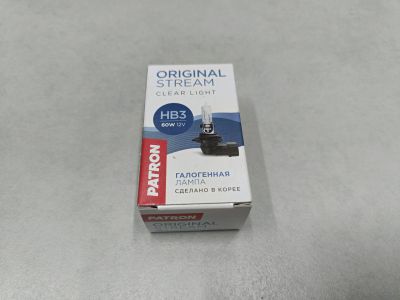 ORIGINAL
STREAM
CLEAR LIGHT
HB3
60W 12V
PATRON
ГАЛОГЕННАЯ
ЛАМПА
СДЕЛАНО В КОРЕЕ
PATRON
ORIGINAL